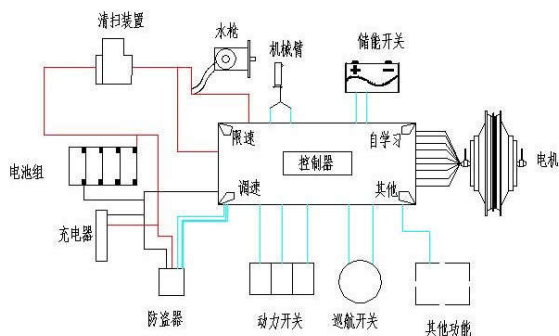 清扫装置
水枪
机械臂
储能开关
限速
自学习
控制器
电机
电池组
调速
其他
充电器
防盗器
动力开关
巡航开关
其他功能